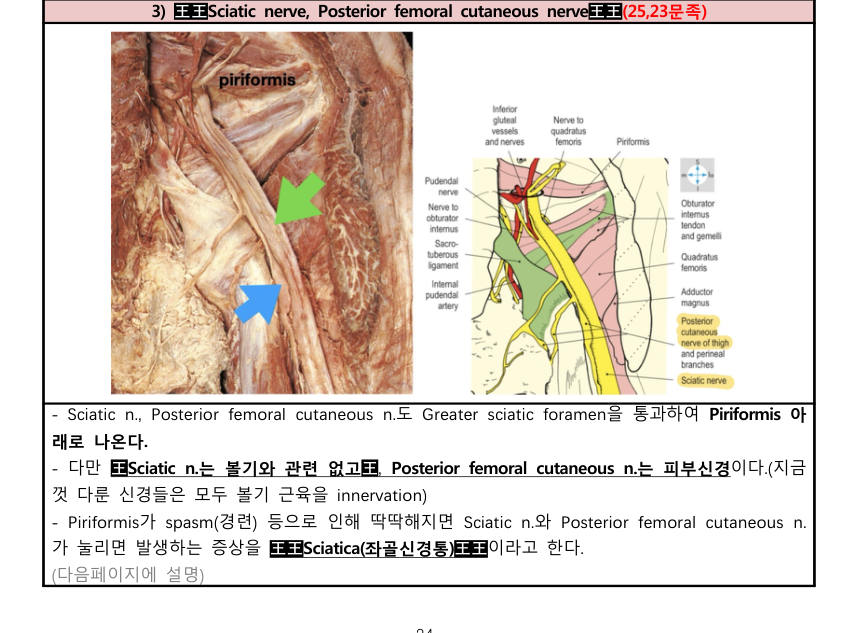 3) 王王Sciatic nerve, Posterior femoral cutaneous nerve王王(25,23문족)
piriformis
Inferior
gluteal
vessels
and nerves
Nerve to
quadratus
femoris
Piriformis
Pudendal
nerve
Nerve to
obturator
internus
Sacro-
tuberous
ligament
Internal
pudendal
artery
S
Obturator
internus
tendon
and gemelli
Quadratus
femoris
Adductor
magnus
Posterior
cutaneous
nerve of thigh
and perineal
branches
Sciatic nerve
- Sciatic n., Posterior femoral cutaneous n.도 Greater sciatic foramen을 통과하여 Piriformis 아
래로 나온다.
- 다만 王Sciatic n.는 볼기와 관련 없고王, Posterior femoral cutaneous n.는 피부신경이다.(지금
껏 다룬 신경들은 모두 볼기 근육을 innervation)
- Piriformis가 spasm(경련) 등으로 인해 딱딱해지면 Sciatic n.와 Posterior femoral cutaneous n.
가 눌리면 발생하는 증상을 王王Sciatica(좌골신경통)王王이라고 한다.
(다음페이지에 설명)